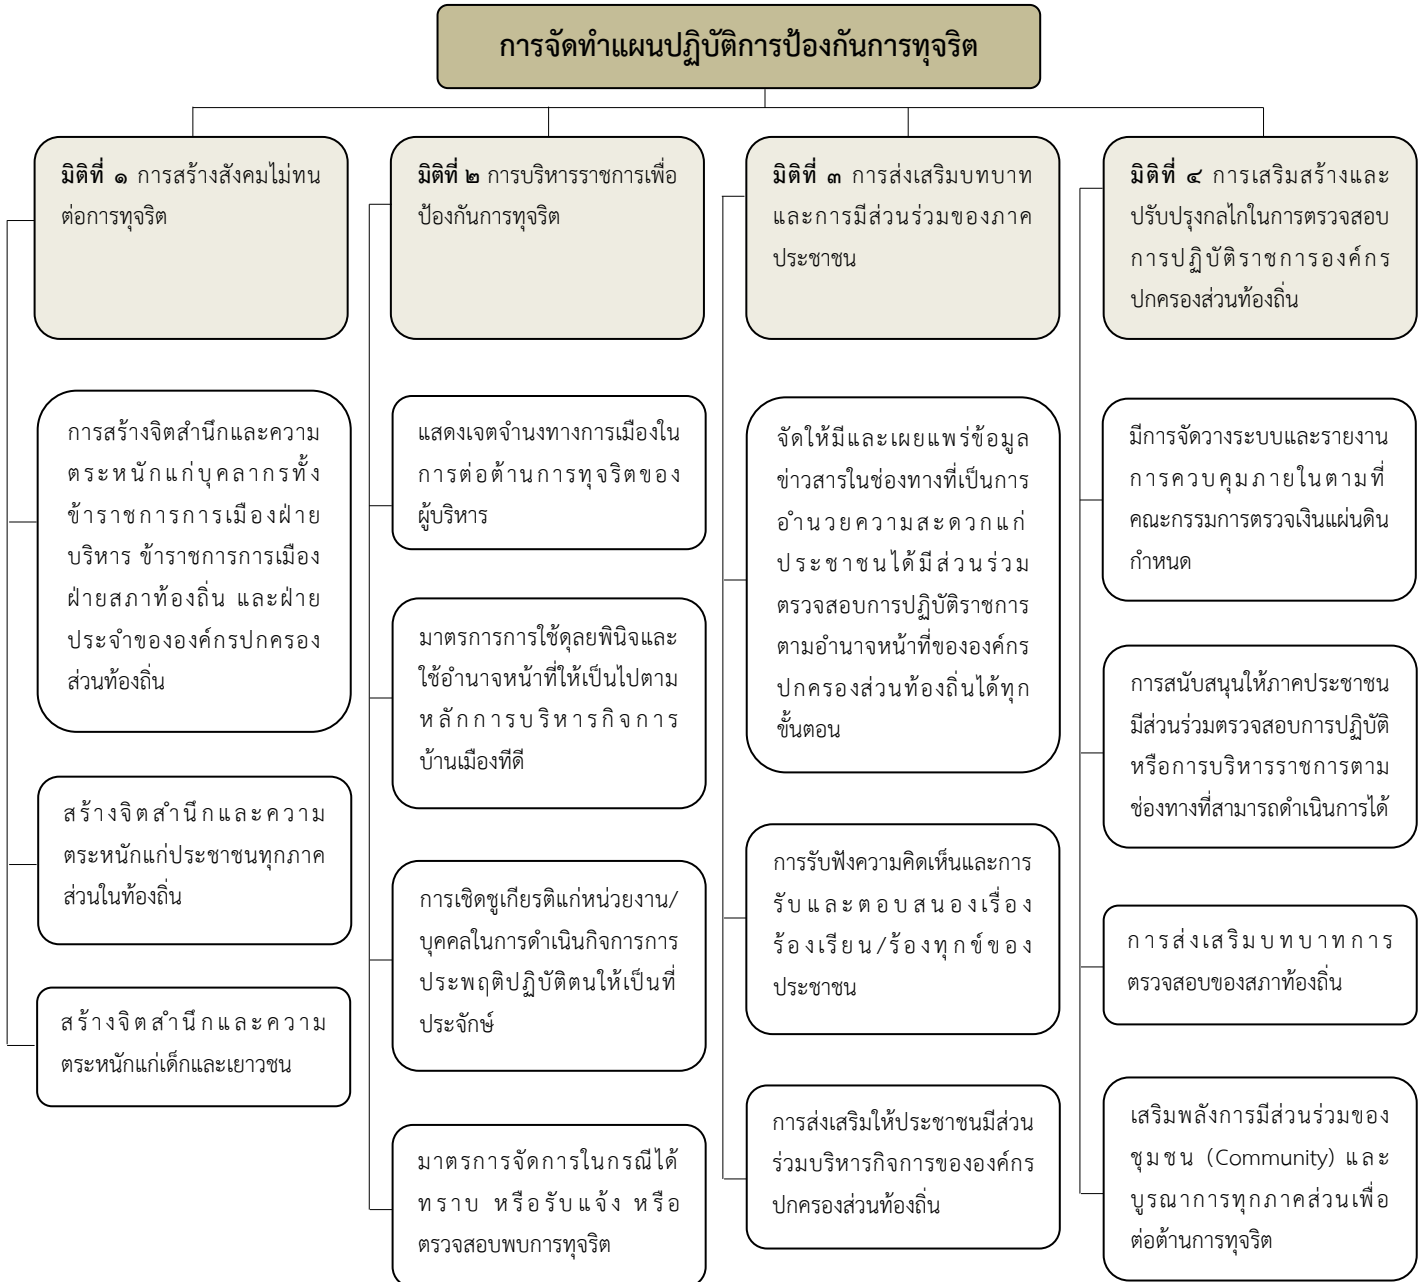 การจัดทำแผนปฏิบัติการป้องกันการทุจริต
มิติที่ ๑ การสร้างสังคมไม่ทน
ต่อการทุจริต
การสร้างจิตสำนึกและความ
ตระหนักแก่บุคลากรทั้ง
ข้าราชการการเมืองฝ่าย
บริหาร ข้าราชการการเมือง
ฝ่ายสภาท้องถิ่น และฝ่าย
ประจำขององค์กรปกครอง
ส่วนท้องถิ่น
สร้างจิตสำนึกและความ
ตระหนักแก่ประชาชนทุกภาค
ส่วนในท้องถิ่น
สร้างจิตสำนึกและความ
ตระหนักแก่เด็กและเยาวชน
มิติที่ ๒ การบริหารราชการเพื่อ
ป้องกันการทุจริต
แสดงเจตจำนงทางการเมืองใน
การต่อต้านการทุจริตของ
ผู้บริหาร
มาตรการการใช้ดุลยพินิจและ
ใช้อำนาจหน้าที่ให้เป็นไปตาม
หลักการบริหารกิจการ
บ้านเมืองทีดี
การเชิดชูเกียรติแก่หน่วยงาน/
บุคคลในการดำเนินกิจการการ
ประพฤติปฏิบัติตนให้เป็นที่
ประจักษ์
มาตรการจัดการในกรณีได้
ทราบ หรือรับแจ้ง หรือ
ตรวจสอบพบการทุจริต
มิติที่ ๓ การส่งเสริมบทบาท
และการมีส่วนร่วมของภาค
ประชาชน
จัดให้มีและเผยแพร่ข้อมูล
ข่าวสารในช่องทางที่เป็นการ
อำนวยความสะดวกแก่
ประชาชนได้มีส่วนร่วม
ตรวจสอบการปฏิบัติราชการ
ตามอำนาจหน้าที่ขององค์กร
ปกครองส่วนท้องถิ่นได้ทุก
ขั้นตอน
การรับฟังความคิดเห็นและการ
รับและตอบสนองเรื่อง
ร้องเรียน/ร้องทุกข์ของ
ประชาชน
การส่งเสริมให้ประชาชนมีส่วน
ร่วมบริหารกิจการขององค์กร
ปกครองส่วนท้องถิ่น
มิติที่ ๔ การเสริมสร้างและ
ปรับปรุงกลไกในการตรวจสอบ
การปฏิบัติราชการองค์กร
ปกครองส่วนท้องถิ่น
มีการจัดวางระบบและรายงาน
การควบคุมภายในตามที่
คณะกรรมการตรวจเงินแผ่นดิน
กำหนด
การสนับสนุนให้ภาคประชาชน
มีส่วนร่วมตรวจสอบการปฏิบัติ
หรือการบริหารราชการตาม
ช่องทางที่สามารถดำเนินการได้
การส่งเสริมบทบาทการ
ตรวจสอบของสภาท้องถิ่น
เสริมพลังการมีส่วนร่วมของ
ชุมชน (Community) และ
บูรณาการทุกภาคส่วนเพื่อ
ต่อต้านการทุจริต